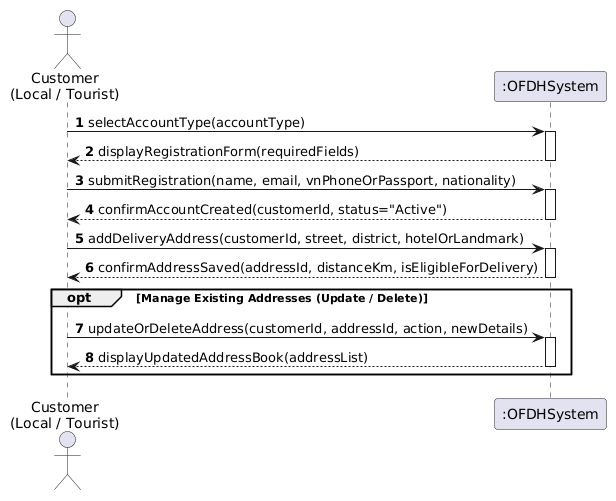 Customer
(Local / Tourist)
:OFDHSystem
1 selectAccountType(accountType)
2 displayRegistrationForm(requiredFields)
3 submitRegistration(name, email, vnPhoneOrPassport, nationality)
4 confirmAccountCreated(customerId, status="Active")
5 addDeliveryAddress(customerId, street, district, hotelOrLandmark)
6 confirmAddressSaved(addressId, distanceKm, isEligibleForDelivery)
opt [Manage Existing Addresses (Update / Delete)]
7 updateOrDeleteAddress(customerId, addressId, action, newDetails)
8 displayUpdatedAddressBook(addressList)
Customer
(Local / Tourist)
:OFDHSystem